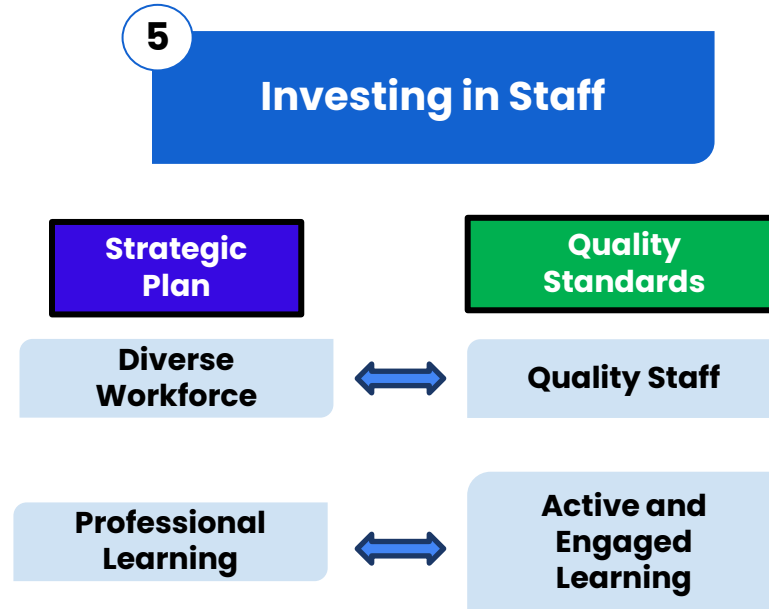 5
Investing in Staff
Strategic
Plan
Quality
Standards
Diverse
Workforce
Quality Staff
Professional
Learning
Active and
Engaged
Learning